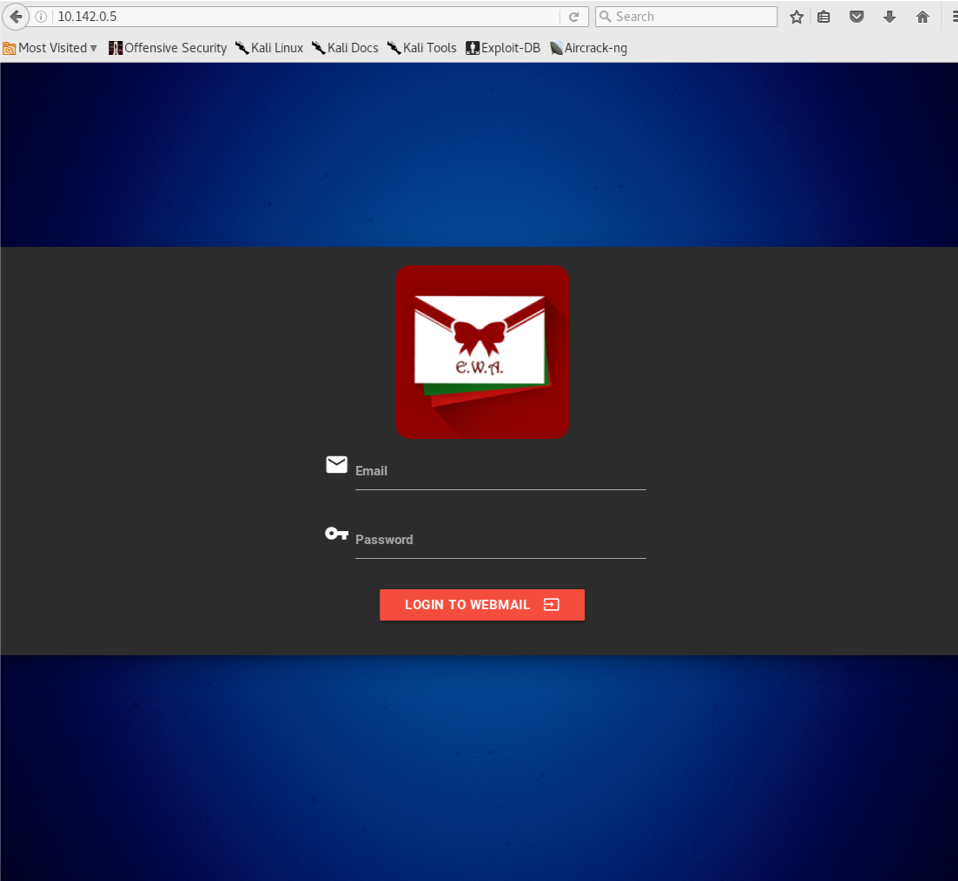 10.142.0.5 Search
Most Visited Offensive Security Kali Linux Kali Docs Kali Tools Exploit-DB Aircrack-ng
E.W.A.
Email
Password
LOGIN TO WEBMAIL